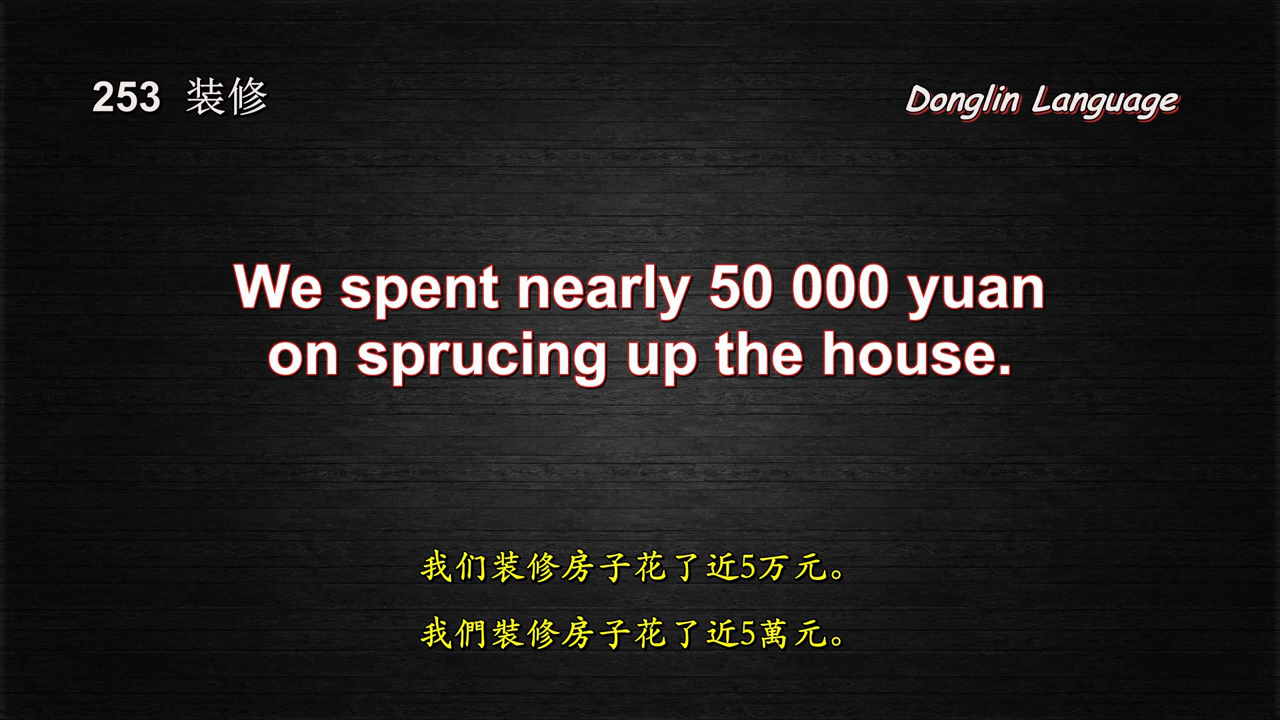 253 装修
Donglin Language
We spent nearly 50 000 yuan
on sprucing up the house.
我们装修房子花了近5万元。
我們裝修房子花了近5萬元。